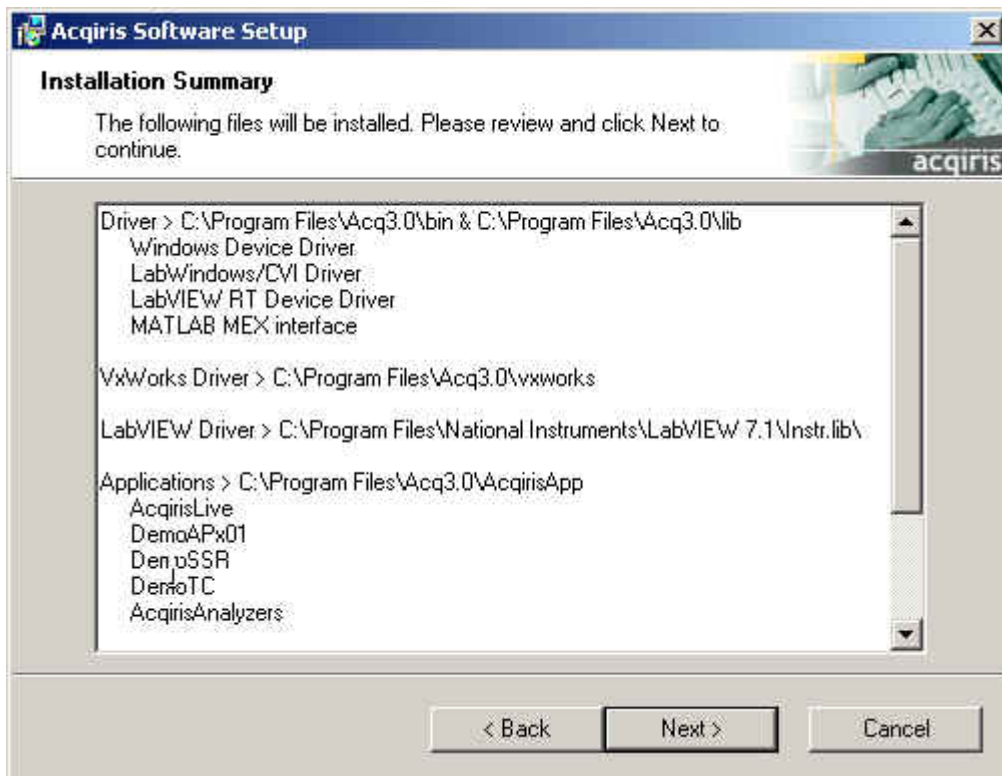 Acqiris Software Setup
Installation Summary
The following files will be installed. Please review and click Next to
continue.
acqiris
Driver > C:\Program Files\Acq3.0\bin & C:\Program Files\Acq3.0\lib
Windows Device Driver
LabWindows/CVI Driver
LabVIEW RT Device Driver
MATLAB MEX interface
VxWorks Driver > C:\Program Files\Acq3.0\vxworks
LabVIEW Driver > C:\Program Files\National Instruments\LabVIEW 7.1\Instr.lib\
Applications > C:\Program Files\Acq3.0\AcqirisApp
AcqirisLive
DemoAPx01
DemoSSR
DemoTC
AcqirisAnalyzers
< Back
Next >
Cancel